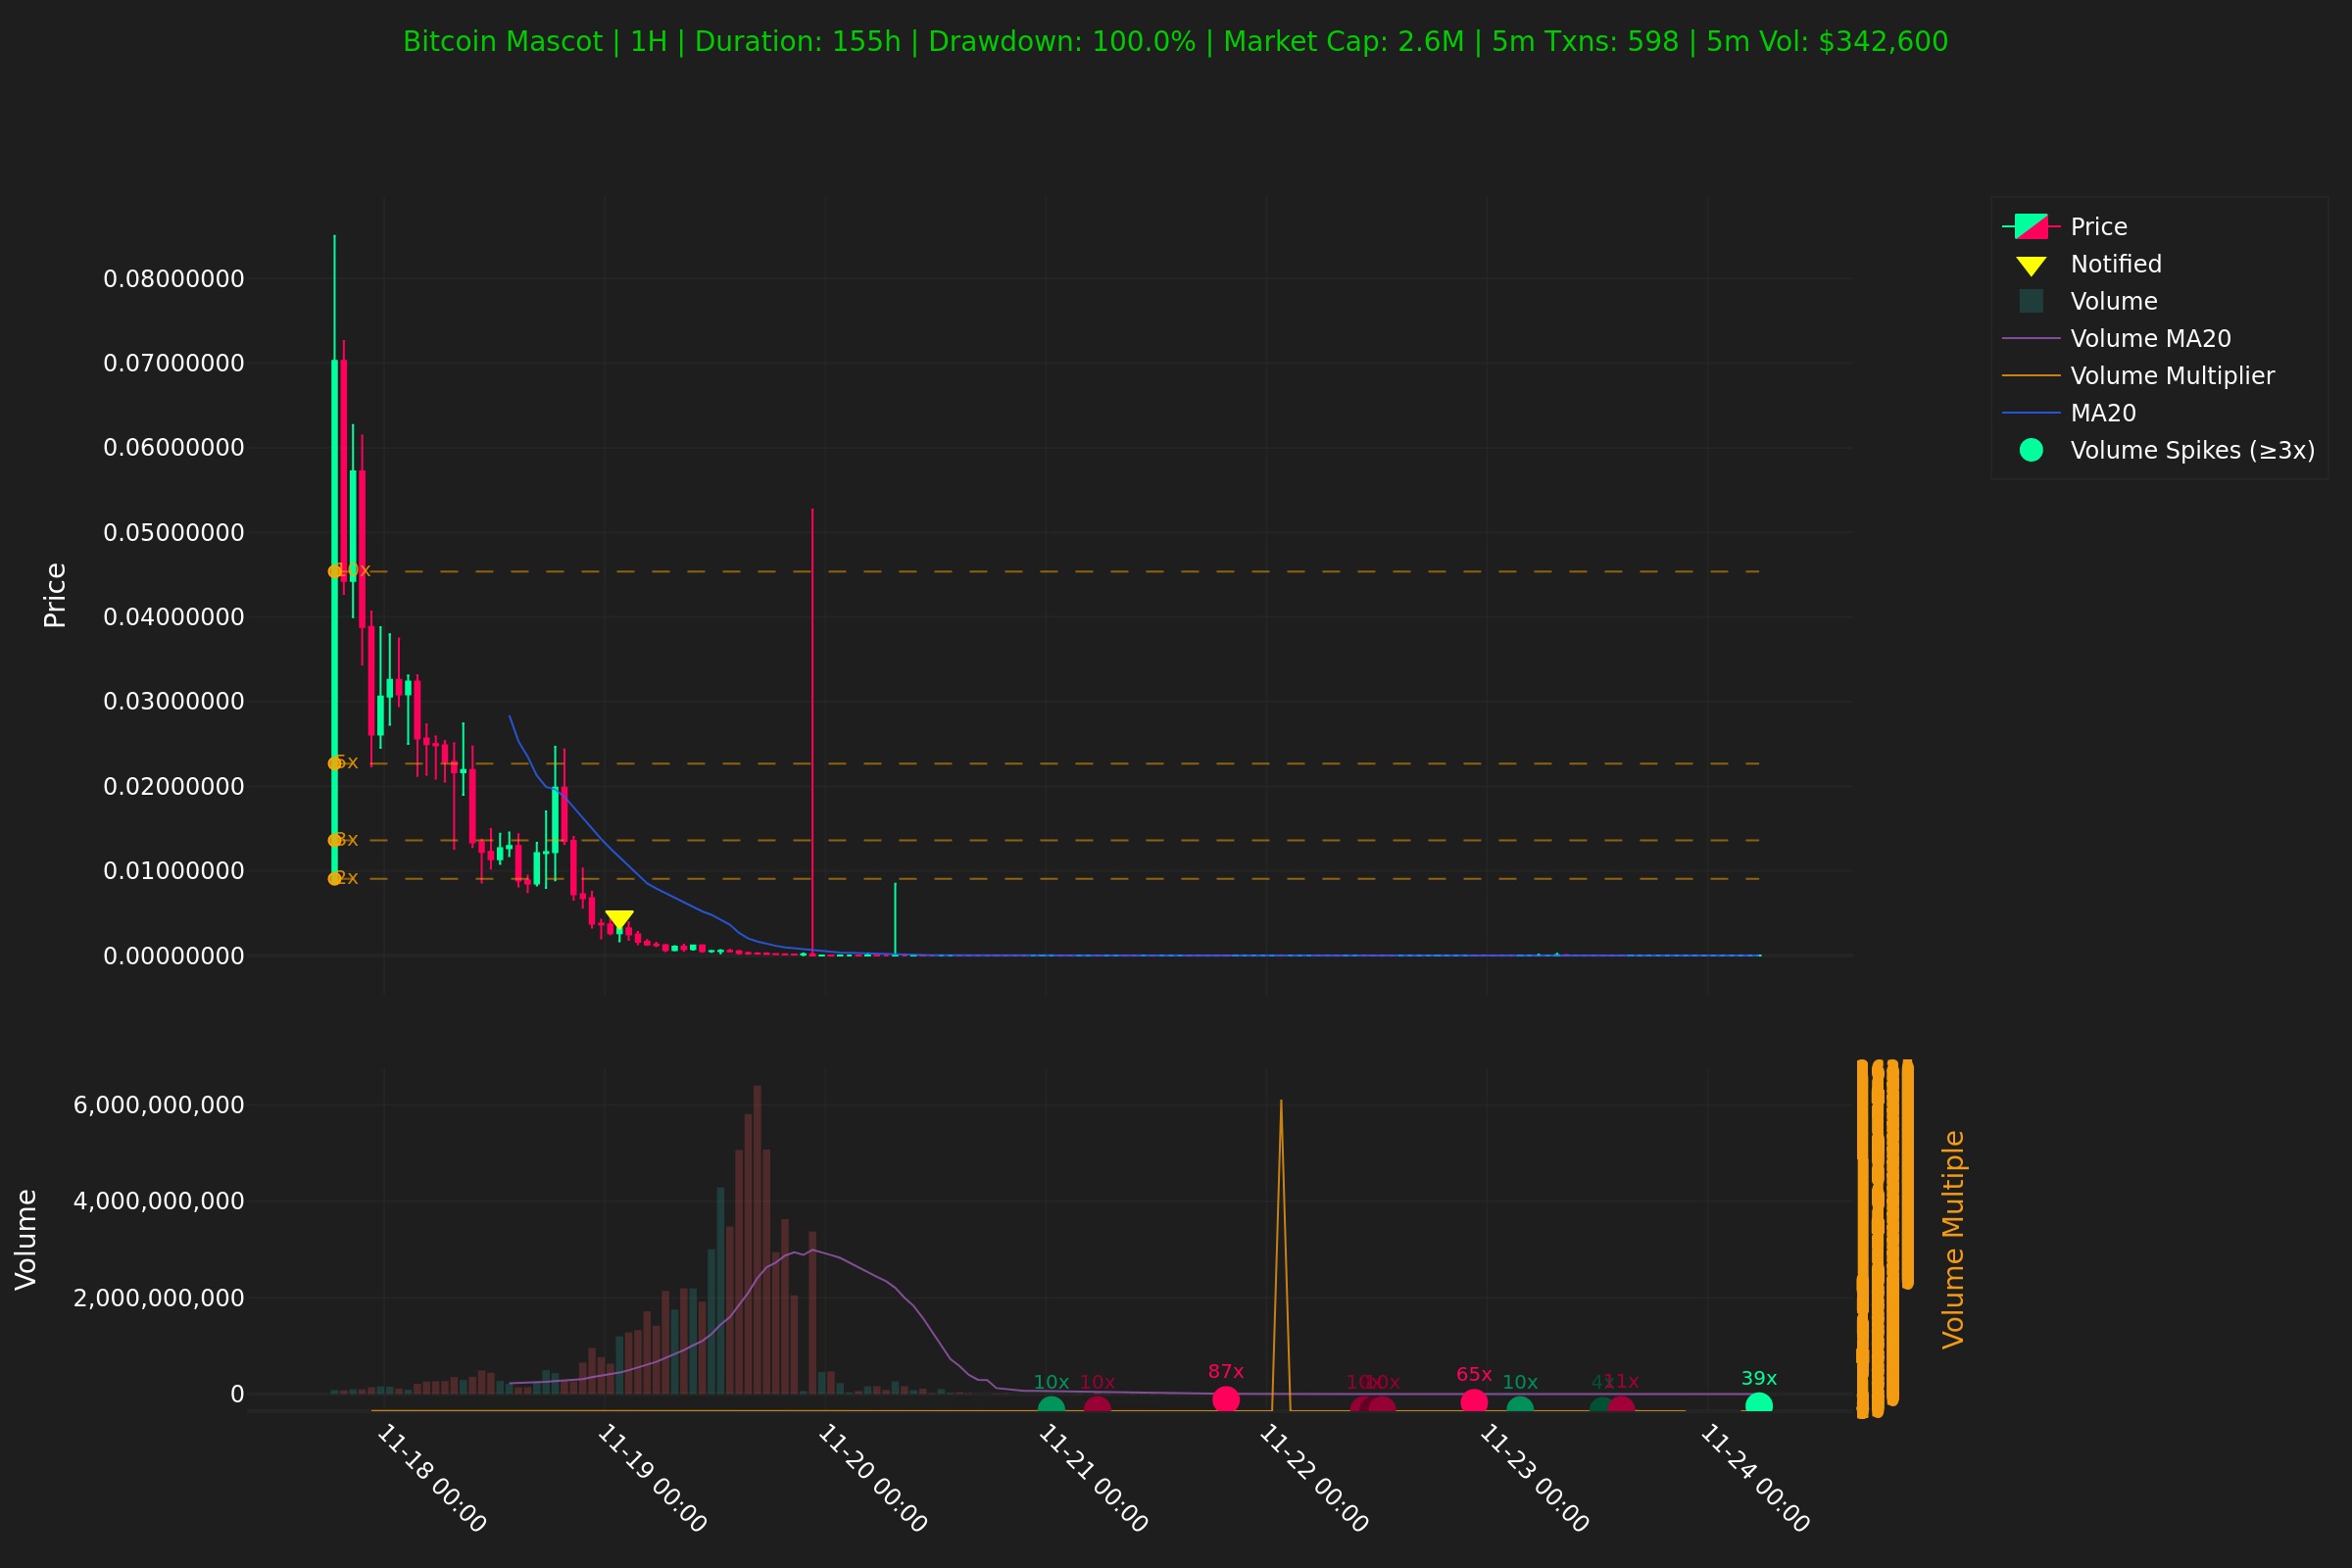 Bitcoin Mascot | 1H | Duration: 155h | Drawdown: 100.0% | Market Cap: 2.6M | 5m Txns: 598 | 5m Vol: $342,600
Price
Notified
Volume
Volume MA20
Volume Multiplier
MA20
Volume Spikes (≥3x)
Price
0.08000000
0.07000000
0.06000000
0.05000000
0.04000000
0.03000000
0.02000000
0.01000000
0.00000000
10x
5x
3x
2x
Volume
6,000,000,000
4,000,000,000
2,000,000,000
0
10x
10x
87x
10x
10x
65x
10x
4x
11x
39x
Volume Multiple
11-18 00:00
11-19 00:00
11-20 00:00
11-21 00:00
11-22 00:00
11-23 00:00
11-24 00:00